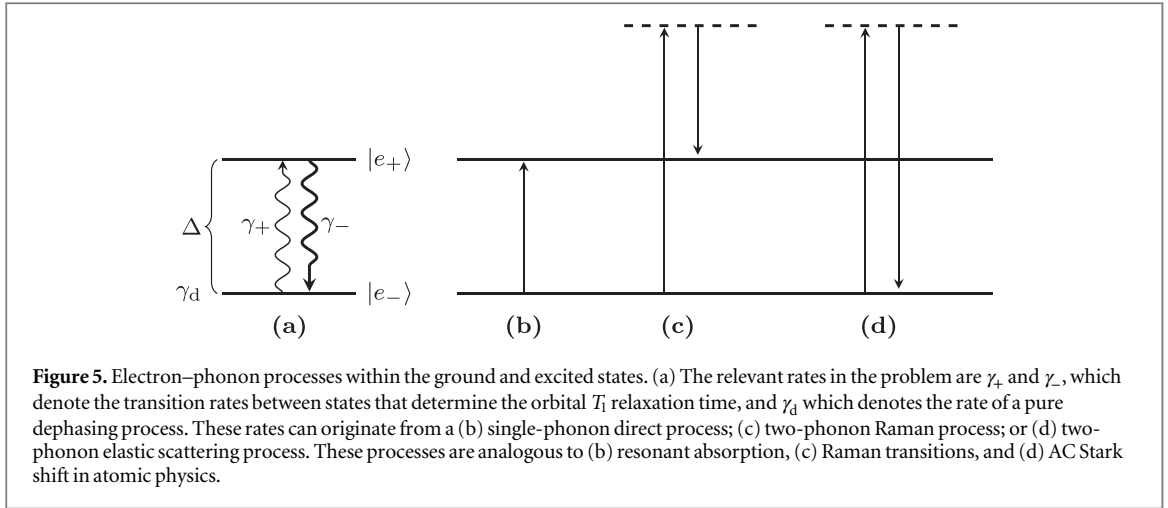 |e₊⟩
Δ
γ+
γ−
γd
|e₋⟩
(a)
(b)
(c)
(d)
Figure 5. Electron–phonon processes within the ground and excited states. (a) The relevant rates in the problem are γ₊ and γ₋, which
denote the transition rates between states that determine the orbital T₁ relaxation time, and γd which denotes the rate of a pure
dephasing process. These rates can originate from a (b) single-phonon direct process; (c) two-phonon Raman process; or (d) two-
phonon elastic scattering process. These processes are analogous to (b) resonant absorption, (c) Raman transitions, and (d) AC Stark
shift in atomic physics.